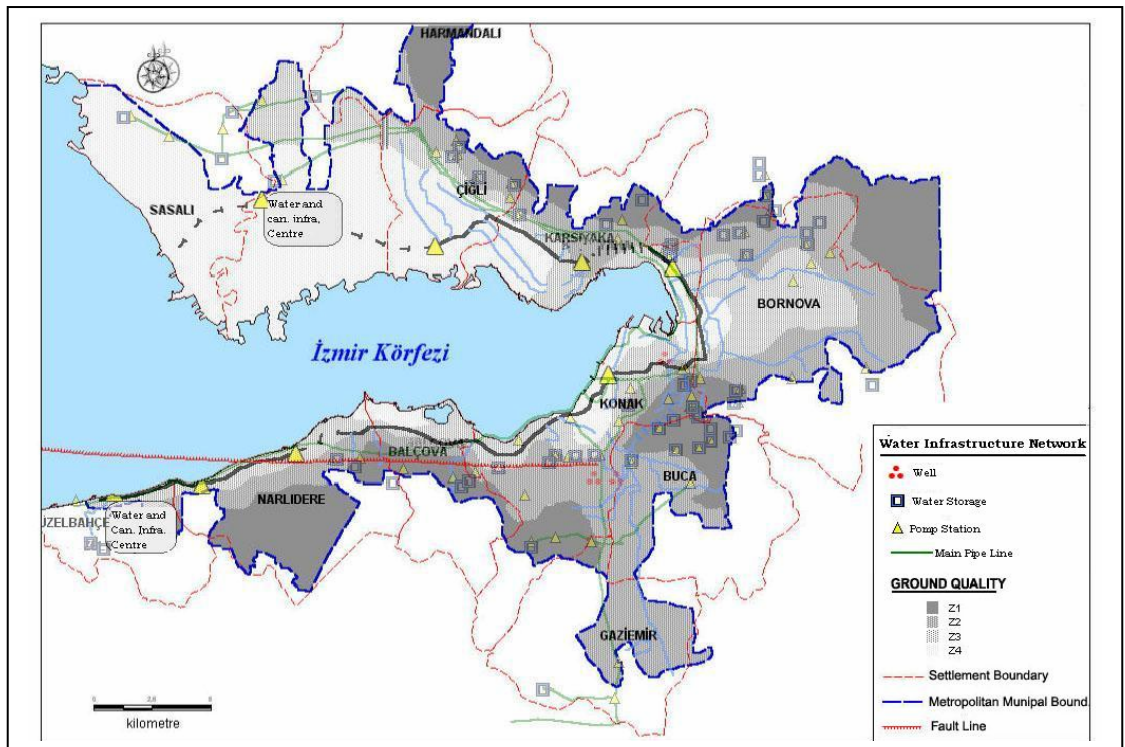 HARMANDALI
ÇİĞLİ
SASALI
Water and
can. infra,
Centre
KARSIYAKA
BORNOVA
İzmir Körfezi
KONAK
BALÇOVA
BUCA
NARLIDERE
UZELBAHÇE
Water and
Can. Infra.
Centre
GAZİEMİR
kilometre
Water Infrastructure Network
Well
Water Storage
Pomp Station
Main Pipe Line
GROUND QUALITY
Z1
Z2
Z3
Z4
Settlement Boundary
Metropolitan Munipal Bound.
Fault Line